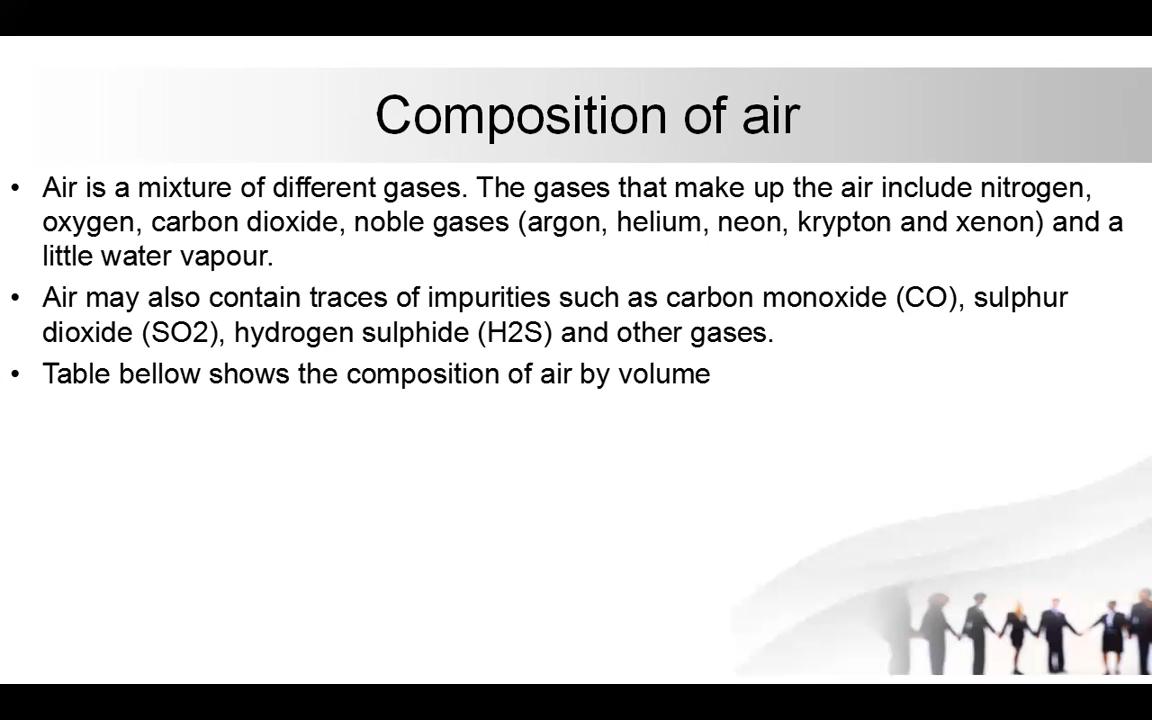 Composition of air
• Air is a mixture of different gases. The gases that make up the air include nitrogen,
oxygen, carbon dioxide, noble gases (argon, helium, neon, krypton and xenon) and a
little water vapour.
• Air may also contain traces of impurities such as carbon monoxide (CO), sulphur
dioxide (SO2), hydrogen sulphide (H2S) and other gases.
• Table bellow shows the composition of air by volume